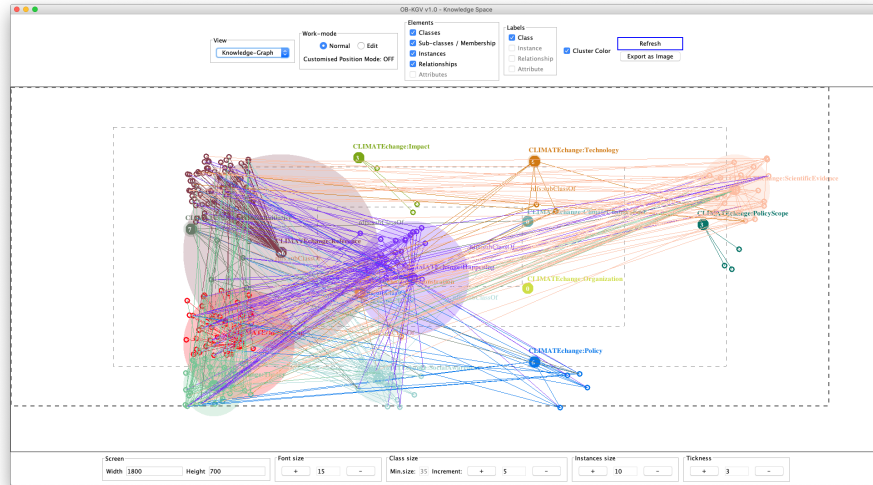 OB-KGV v1.0 - Knowledge Space
View
Knowledge-Graph
Work-mode
Normal
Edit
Customised Position Mode: OFF
Elements
Classes
Sub-classes / Membership
Instances
Relationships
Attributes
Labels
Class
Instance
Relationship
Attribute
Cluster Color
Refresh
Export as Image
CLIMATEchange:Impact
CLIMATEchange:Technology
CLIMATEchange:PolicyScope
CLIMATEchange:Organization
CLIMATEchange:Policy
Screen
Width 1800 Height 700
Font size
+ 15 -
Class size
Min.size: 35 Increment: + 5 -
Instances size
+ 10 -
Tickness
+ 3 -